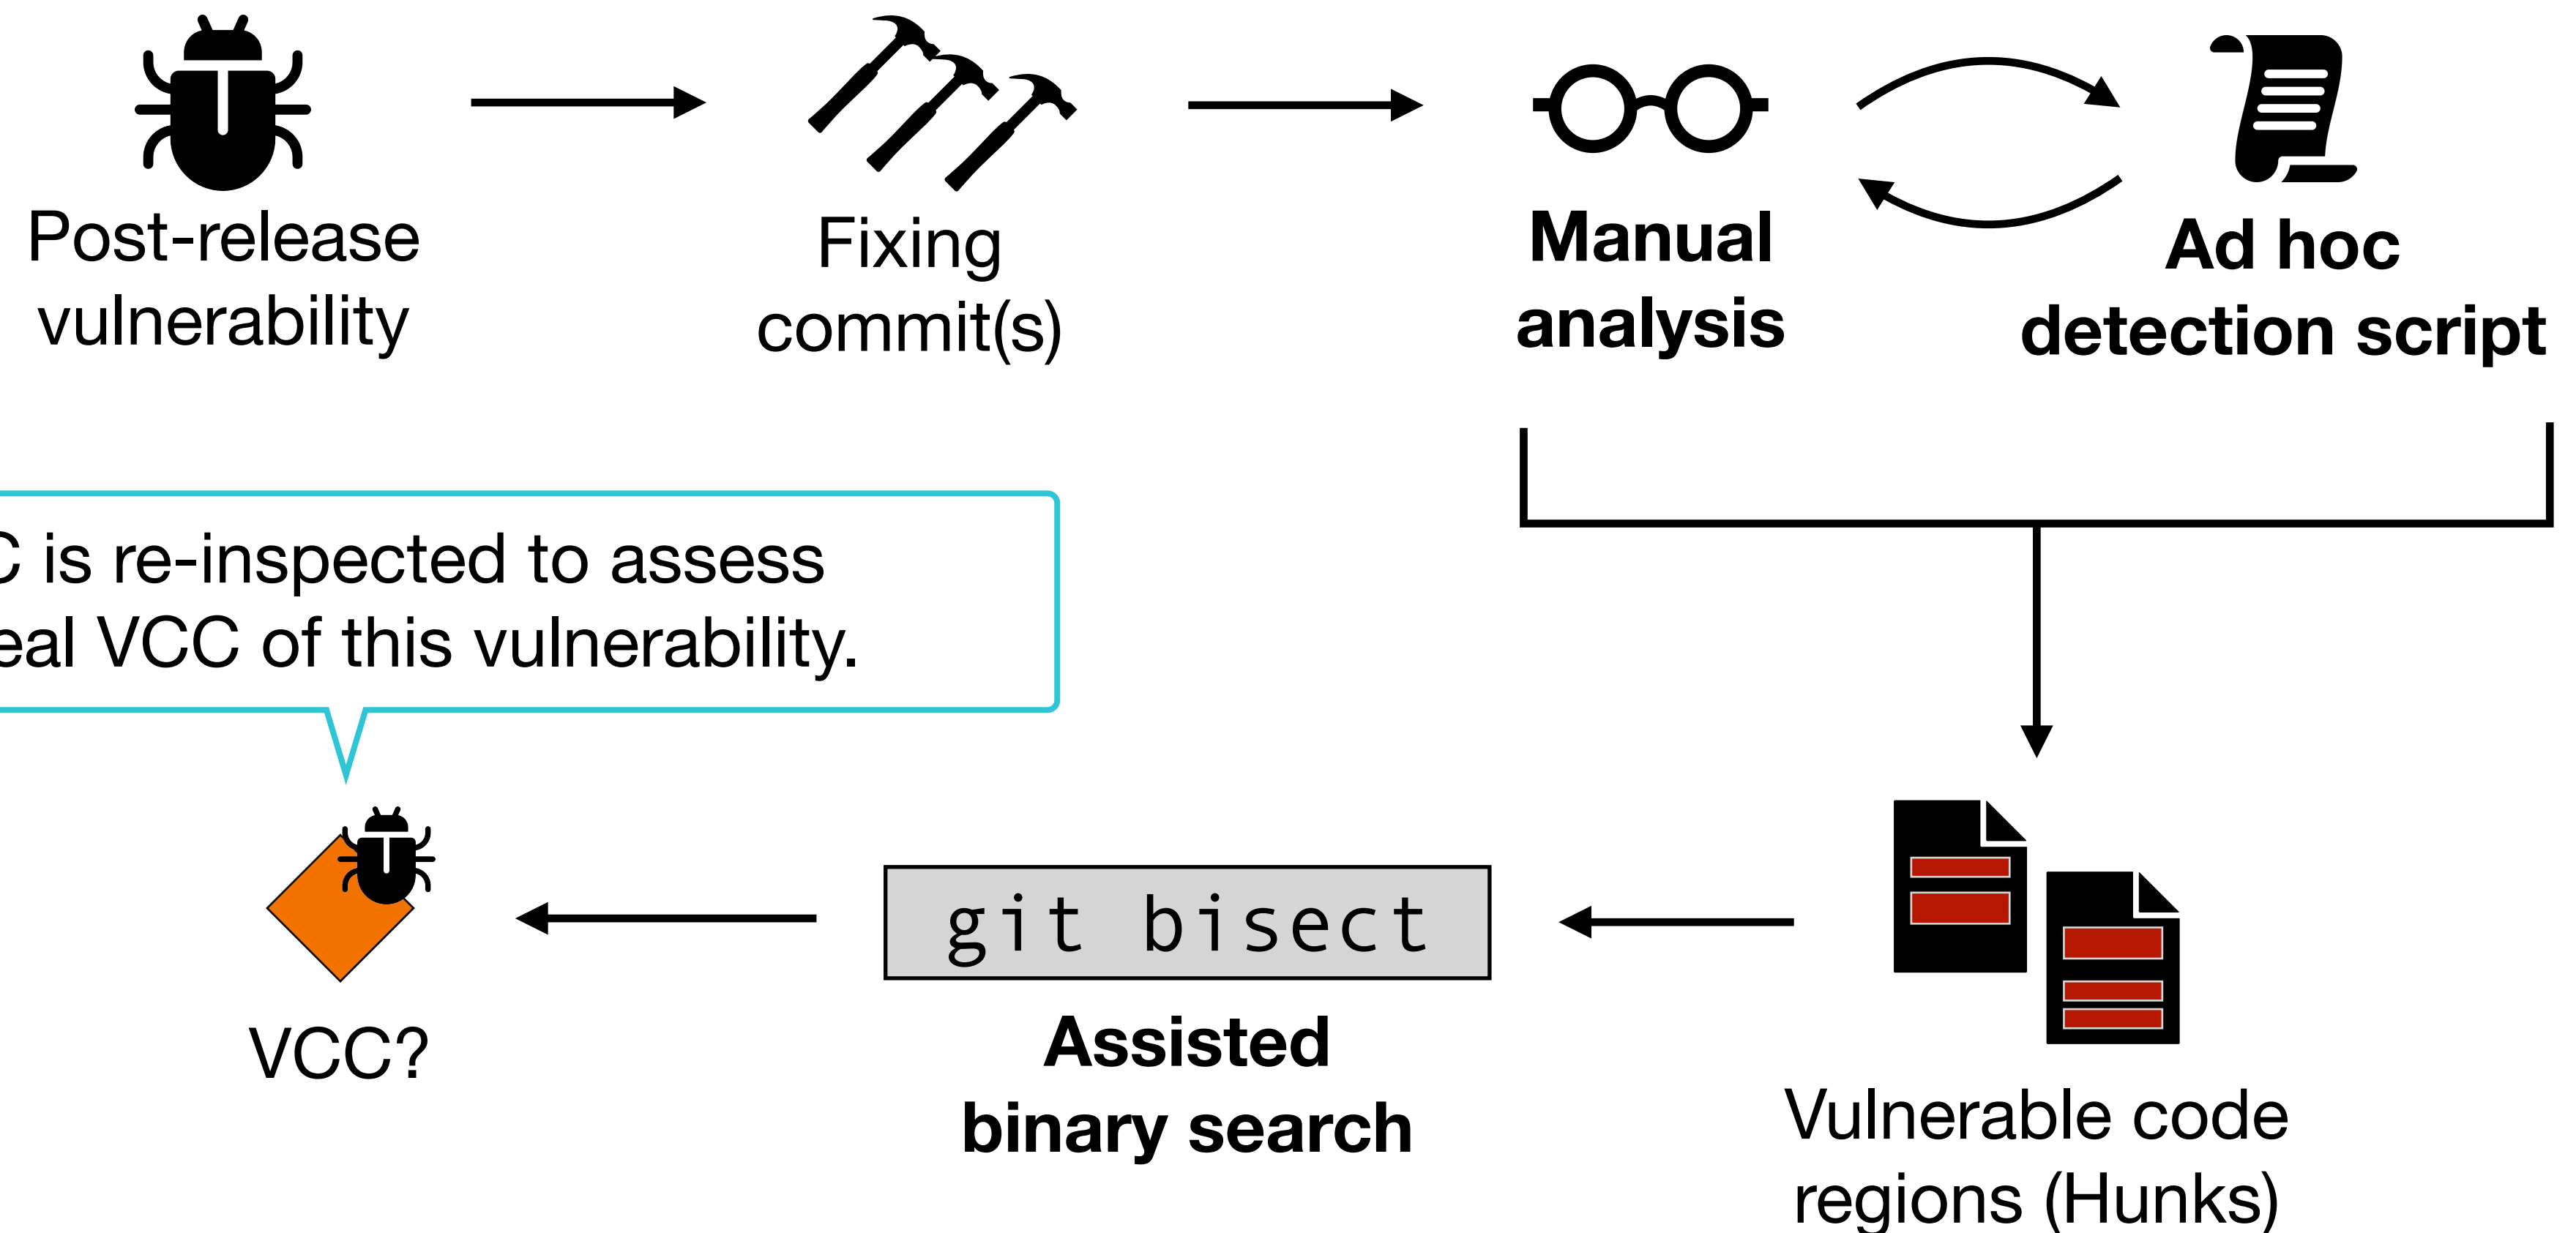 Post-release
vulnerability
Fixing
commit(s)
Manual
analysis
Ad hoc
detection script
C is re-inspected to assess
eal VCC of this vulnerability.
VCC?
git bisect
Assisted
binary search
Vulnerable code
regions (Hunks)